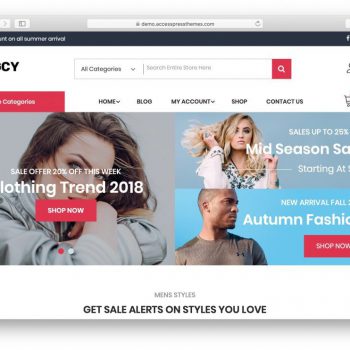 demo.accesspressthemes.com
unt on all summer arrival
GCY
All Categories
Search Entire Store Here
e Categories
HOME
BLOG
MY ACCOUNT
SHOP
CONTACT US
SALE OFFER 20% OFF THIS WEEK
lothing Trend 2018
SHOP NOW
SALES UP TO 25%
Mid Season Sa
Starting At
NEW ARRIVAL FALL
Autumn Fashio
SHOP NOW
MENS STYLES
GET SALE ALERTS ON STYLES YOU LOVE